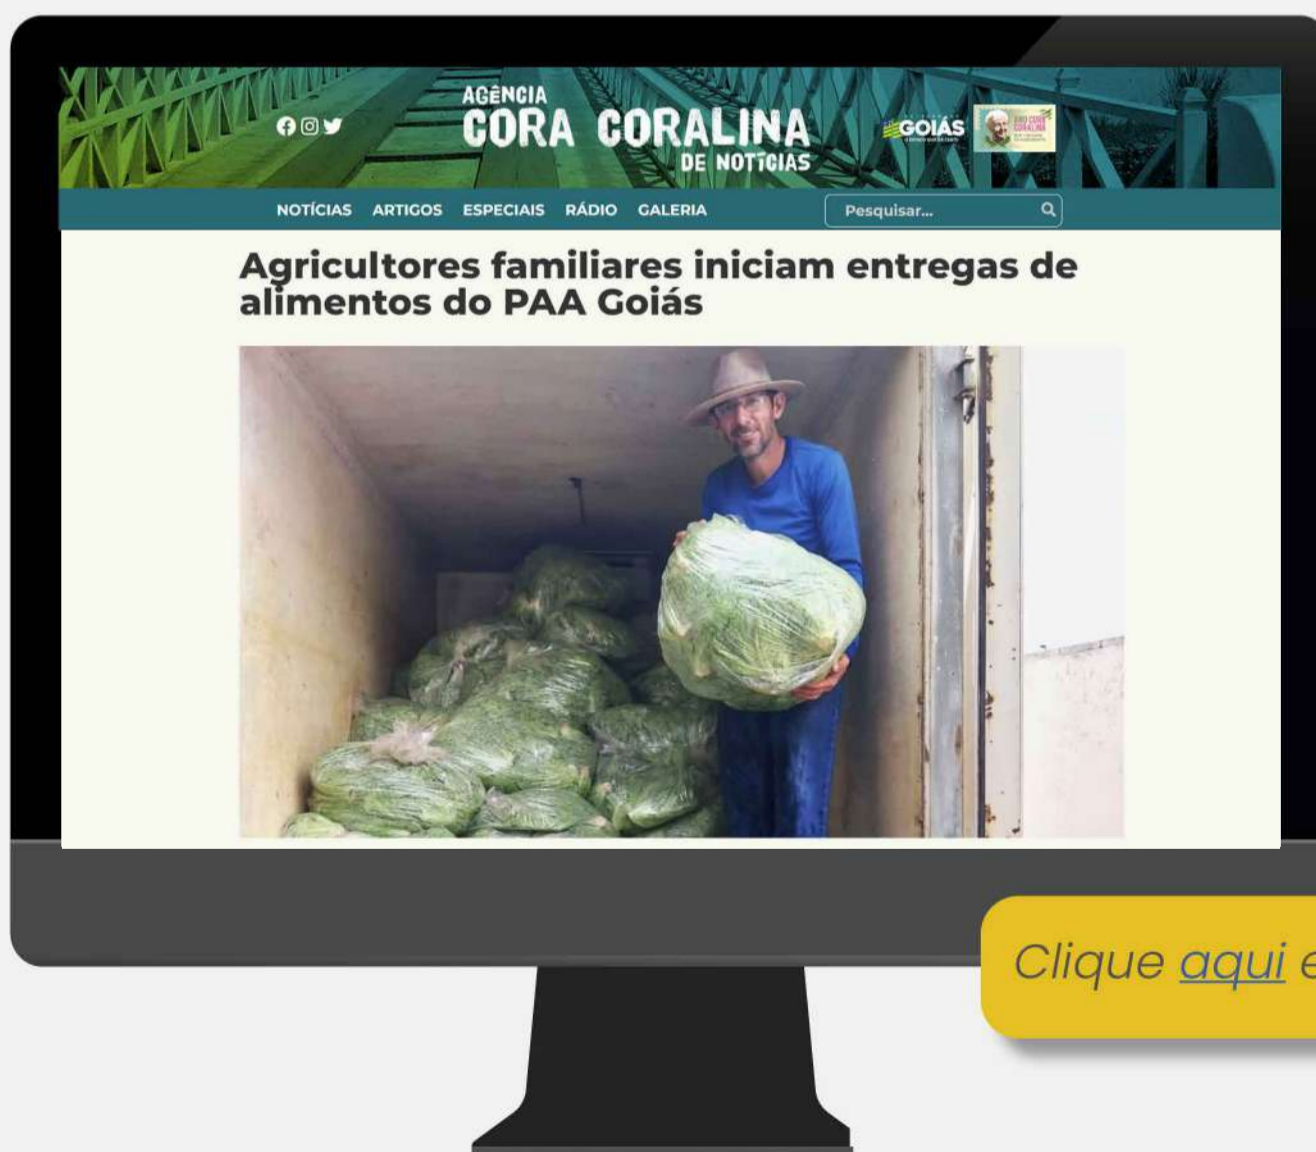 AGÊNCIA
CORA CORALINA
DE NOTÍCIAS
GOIÁS
NOTÍCIAS ARTIGOS ESPECIAIS RÁDIO GALERIA Pesquisar...
Agricultores familiares iniciam entregas de
alimentos do PAA Goiás
Clique aqui e